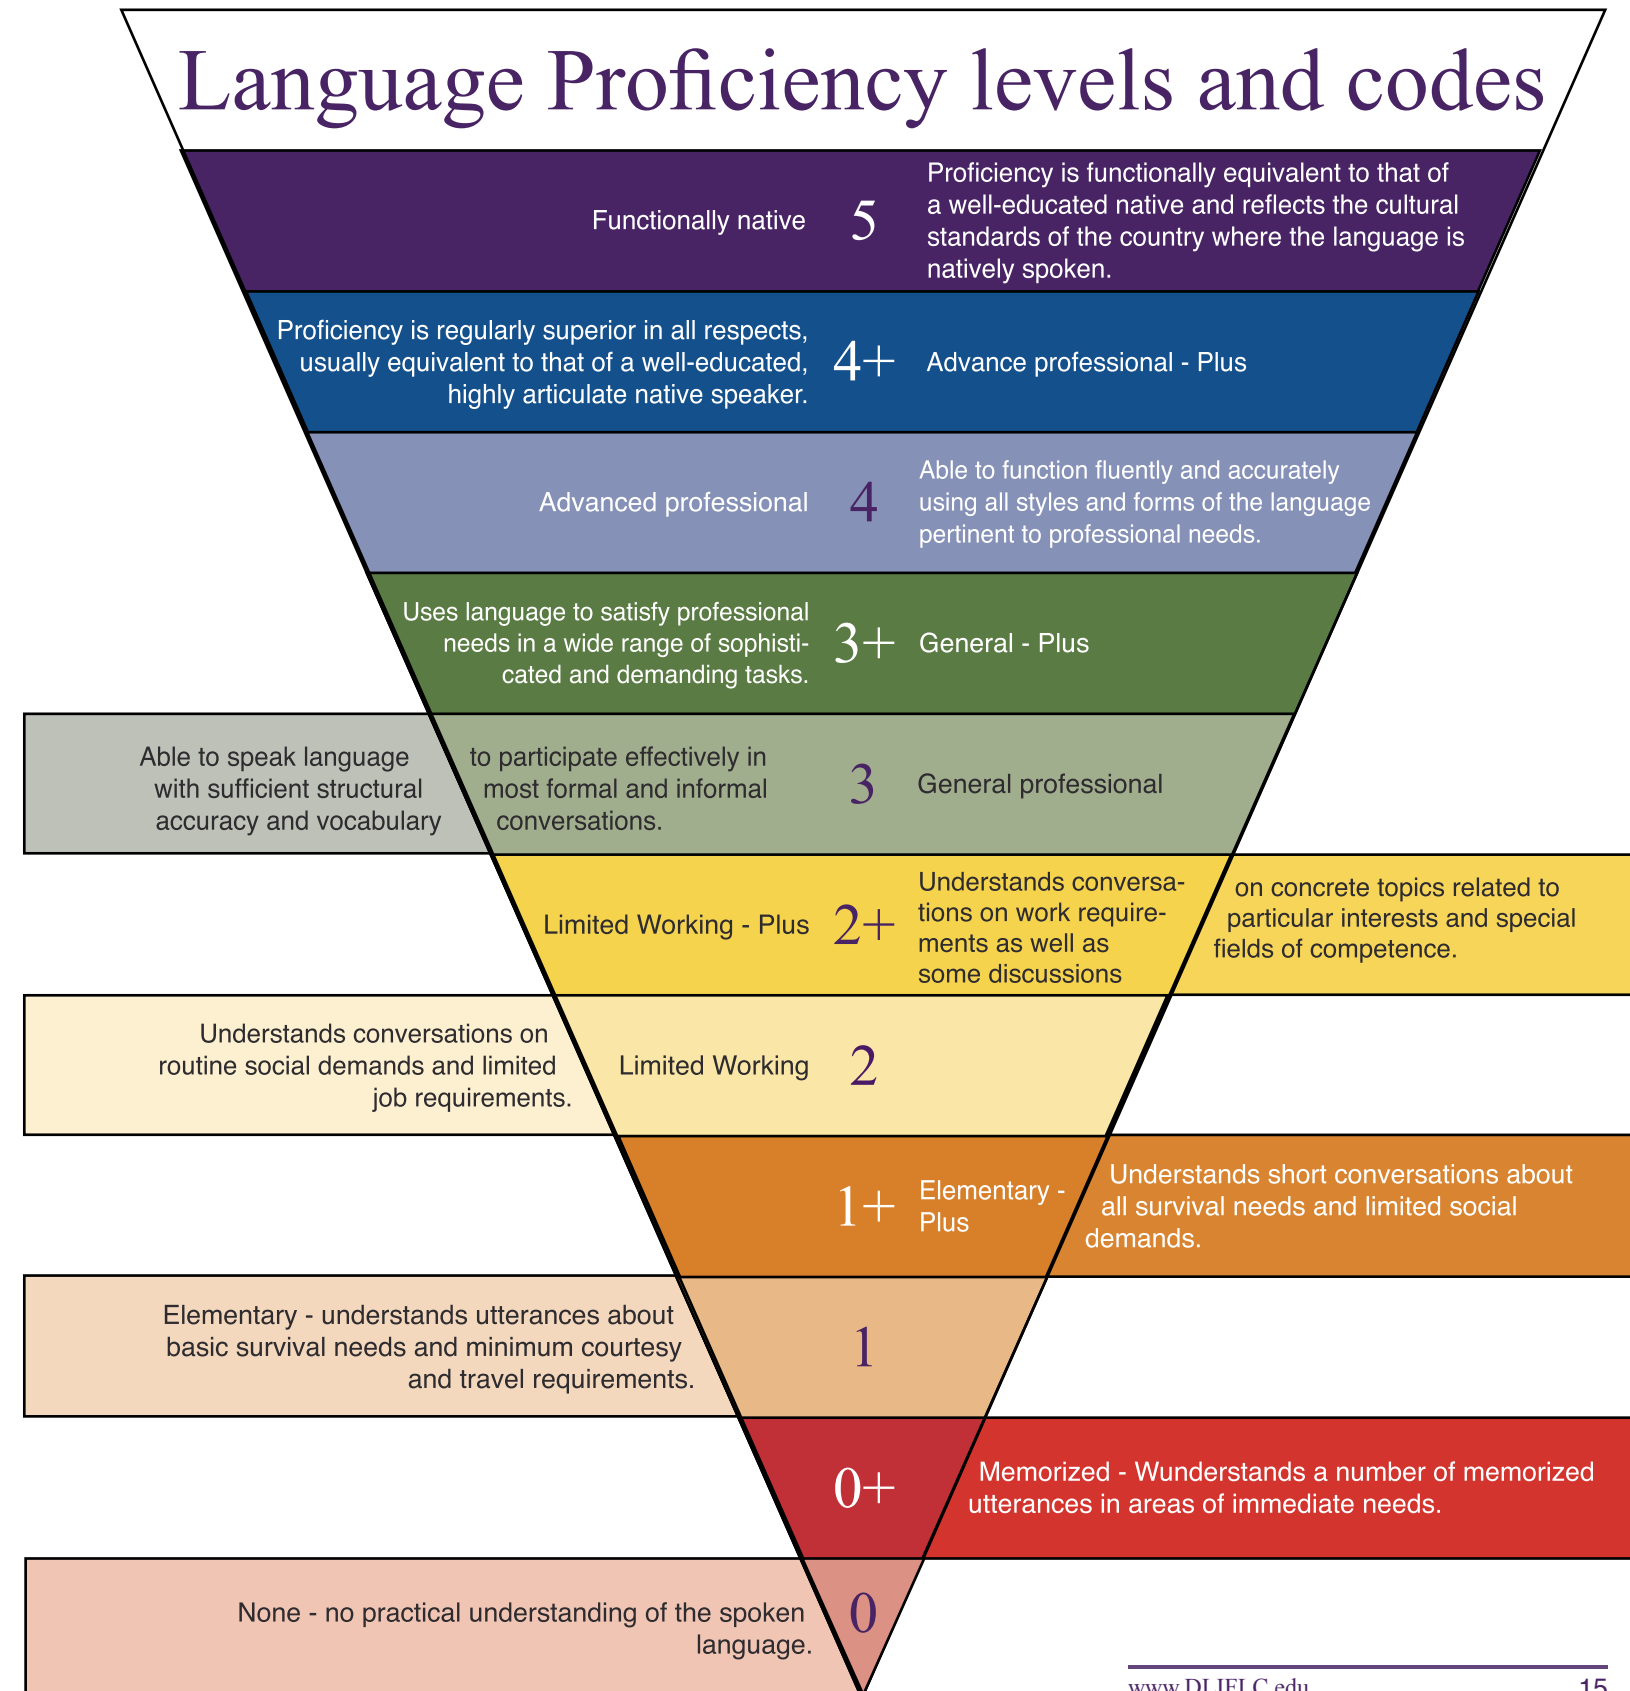 Language Proficiency levels and codes
Functionally native
5
Proficiency is functionally equivalent to that of
a well-educated native and reflects the cultural
standards of the country where the language is
natively spoken.
Proficiency is regularly superior in all respects,
usually equivalent to that of a well-educated,
highly articulate native speaker.
4+
Advance professional - Plus
Advanced professional
4
Able to function fluently and accurately
using all styles and forms of the language
pertinent to professional needs.
Uses language to satisfy professional
needs in a wide range of sophisti-
cated and demanding tasks.
3+
General - Plus
Able to speak language
with sufficient structural
accuracy and vocabulary
to participate effectively in
most formal and informal
conversations.
3
General professional
Limited Working - Plus
2+
Understands conversa-
tions on work require-
ments as well as
some discussions
on concrete topics related to
particular interests and special
fields of competence.
Understands conversations on
routine social demands and limited
job requirements.
Limited Working
2
1+
Elementary -
Plus
Understands short conversations about
all survival needs and limited social
demands.
Elementary - understands utterances about
basic survival needs and minimum courtesy
and travel requirements.
1
0+
Memorized - Wunderstands a number of memorized
utterances in areas of immediate needs.
None - no practical understanding of the spoken
language.
0
www.DLIFLC.edu
15